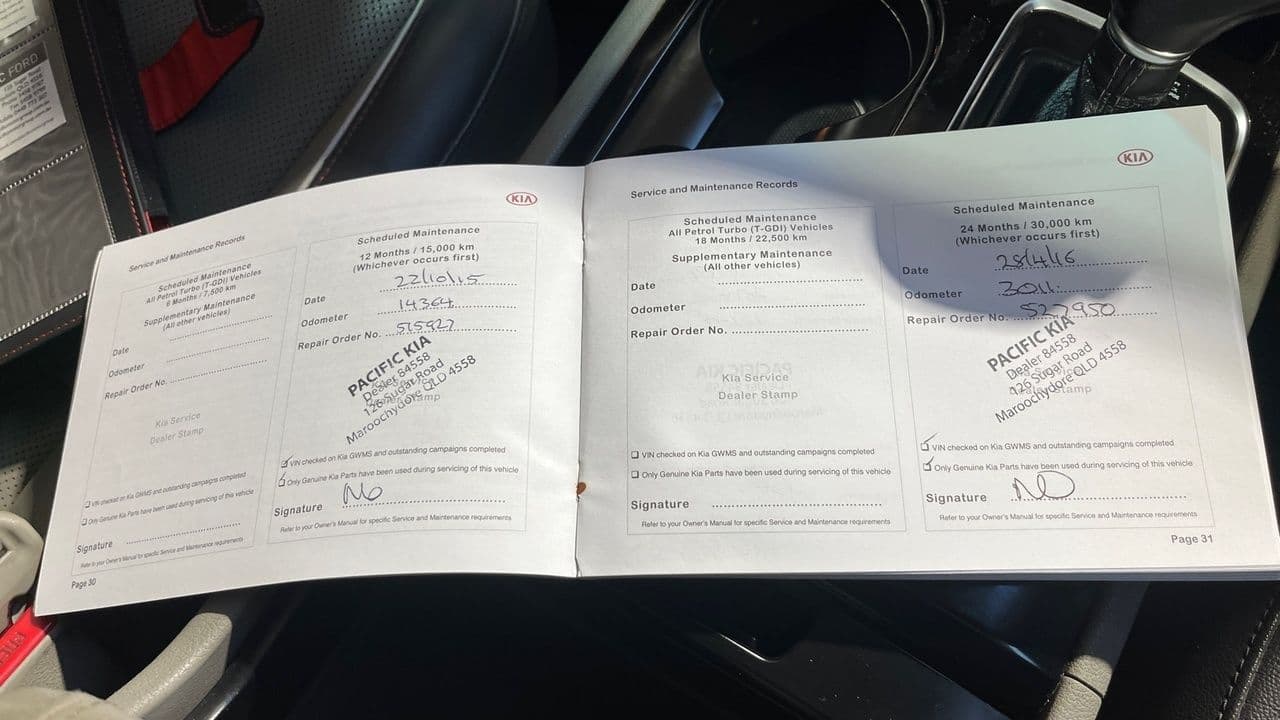 C FORD
KIA
Service and Maintenance Records
Scheduled Maintenance
All Petrol Turbo (T-GDI) Vehicles
6 Months / 7,500 km
Supplementary Maintenance
(All other vehicles)
Date
Odometer
Repair Order No.
Kia Service
Dealer Stamp
VIN checked on Kia GWMS and outstanding campaigns completed
Only Genuine Kia Parts have been used during servicing of this vehicle
Signature
Refer to your Owner's Manual for specific Service and Maintenance requirements
Page 30
Scheduled Maintenance
12 Months / 15,000 km
(Whichever occurs first)
Date 22/10/15
Odometer 14364
Repair Order No. 515927
PACIFIC KIA
Dealer 84558
126 Sugar Road
Maroochydore QLD 4558
VIN checked on Kia GWMS and outstanding campaigns completed
Only Genuine Kia Parts have been used during servicing of this vehicle
Signature
Refer to your Owner's Manual for specific Service and Maintenance requirements
KIA
Service and Maintenance Records
Scheduled Maintenance
All Petrol Turbo (T-GDI) Vehicles
18 Months / 22,500 km
Supplementary Maintenance
(All other vehicles)
Date
Odometer
Repair Order No.
Kia Service
Dealer Stamp
VIN checked on Kia GWMS and outstanding campaigns completed
Only Genuine Kia Parts have been used during servicing of this vehicle
Signature
Refer to your Owner's Manual for specific Service and Maintenance requirements
Scheduled Maintenance
24 Months / 30,000 km
(Whichever occurs first)
Date 28/4/16
Odometer 3011
Repair Order No. 527950
PACIFIC KIA
Dealer 84558
126 Sugar Road
Maroochydore QLD 4558
VIN checked on Kia GWMS and outstanding campaigns completed
Only Genuine Kia Parts have been used during servicing of this vehicle
Signature
Refer to your Owner's Manual for specific Service and Maintenance requirements
Page 31